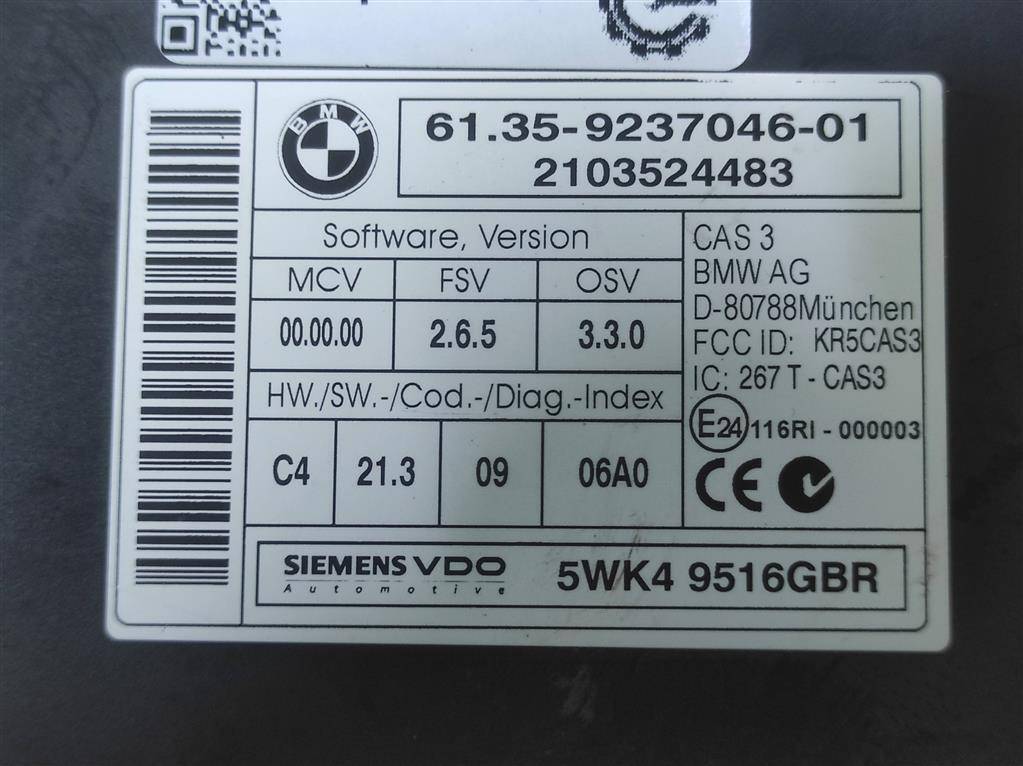 BMW
61.35-9237046-01
2103524483
Software, Version
MCV FSV OSV
00.00.00 2.6.5 3.3.0
HW./SW.-/Cod.-/Diag.-Index
C4 21.3 09 06A0
CAS 3
BMW AG
D-80788München
FCC ID: KR5CAS3
IC: 267 T - CAS3
E24 116RI - 000003
CE
SIEMENS VDO
Automotive
5WK4 9516GBR